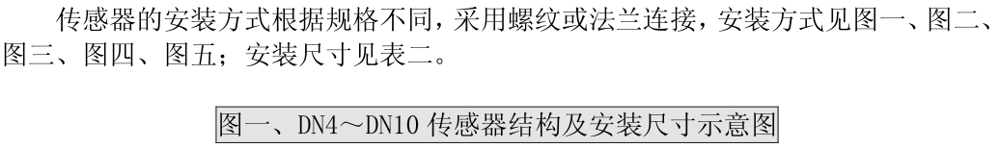 传感器的安装方式根据规格不同，采用螺纹或法兰连接，安装方式见图一、图二、
图三、图四、图五；安装尺寸见表二。
图一、DN4～DN10 传感器结构及安装尺寸示意图